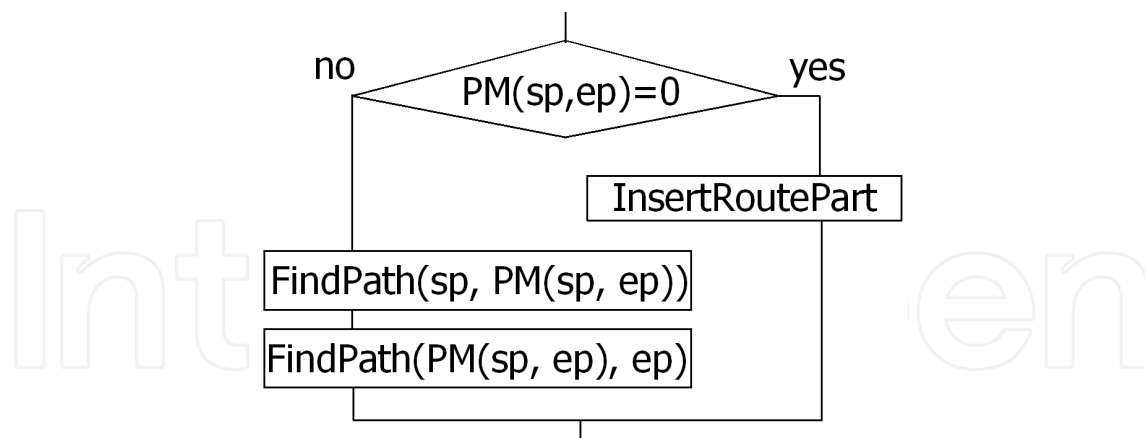 no
yes
PM(sp,ep)=0
InsertRoutePart
FindPath(sp, PM(sp, ep))
FindPath(PM(sp, ep), ep)